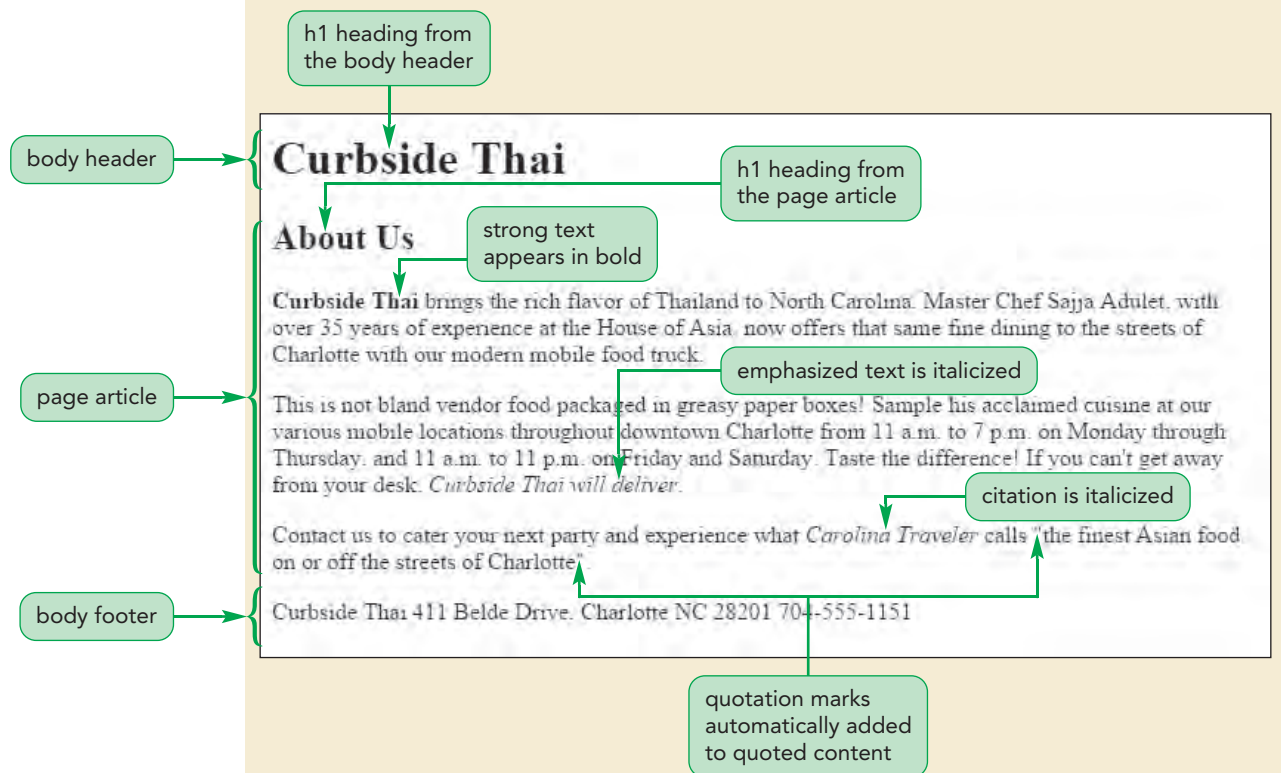 h1 heading from
the body header
body header
Curbside Thai
h1 heading from
the page article
About Us
strong text
appears in bold
Curbside Thai brings the rich flavor of Thailand to North Carolina. Master Chef Sajja Adulet, with
over 35 years of experience at the House of Asia, now offers that same fine dining to the streets of
Charlotte with our modern mobile food truck.
emphasized text is italicized
page article
This is not bland vendor food packaged in greasy paper boxes! Sample his acclaimed cuisine at our
various mobile locations throughout downtown Charlotte from 11 a.m. to 7 p.m. on Monday through
Thursday, and 11 a.m. to 11 p.m. on Friday and Saturday. Taste the difference! If you can't get away
from your desk, Curbside Thai will deliver.
citation is italicized
Contact us to cater your next party and experience what Carolina Traveler calls "the finest Asian food
on or off the streets of Charlotte".
body footer
Curbside Thai 411 Belde Drive, Charlotte NC 28201 704-555-1151
quotation marks
automatically added
to quoted content